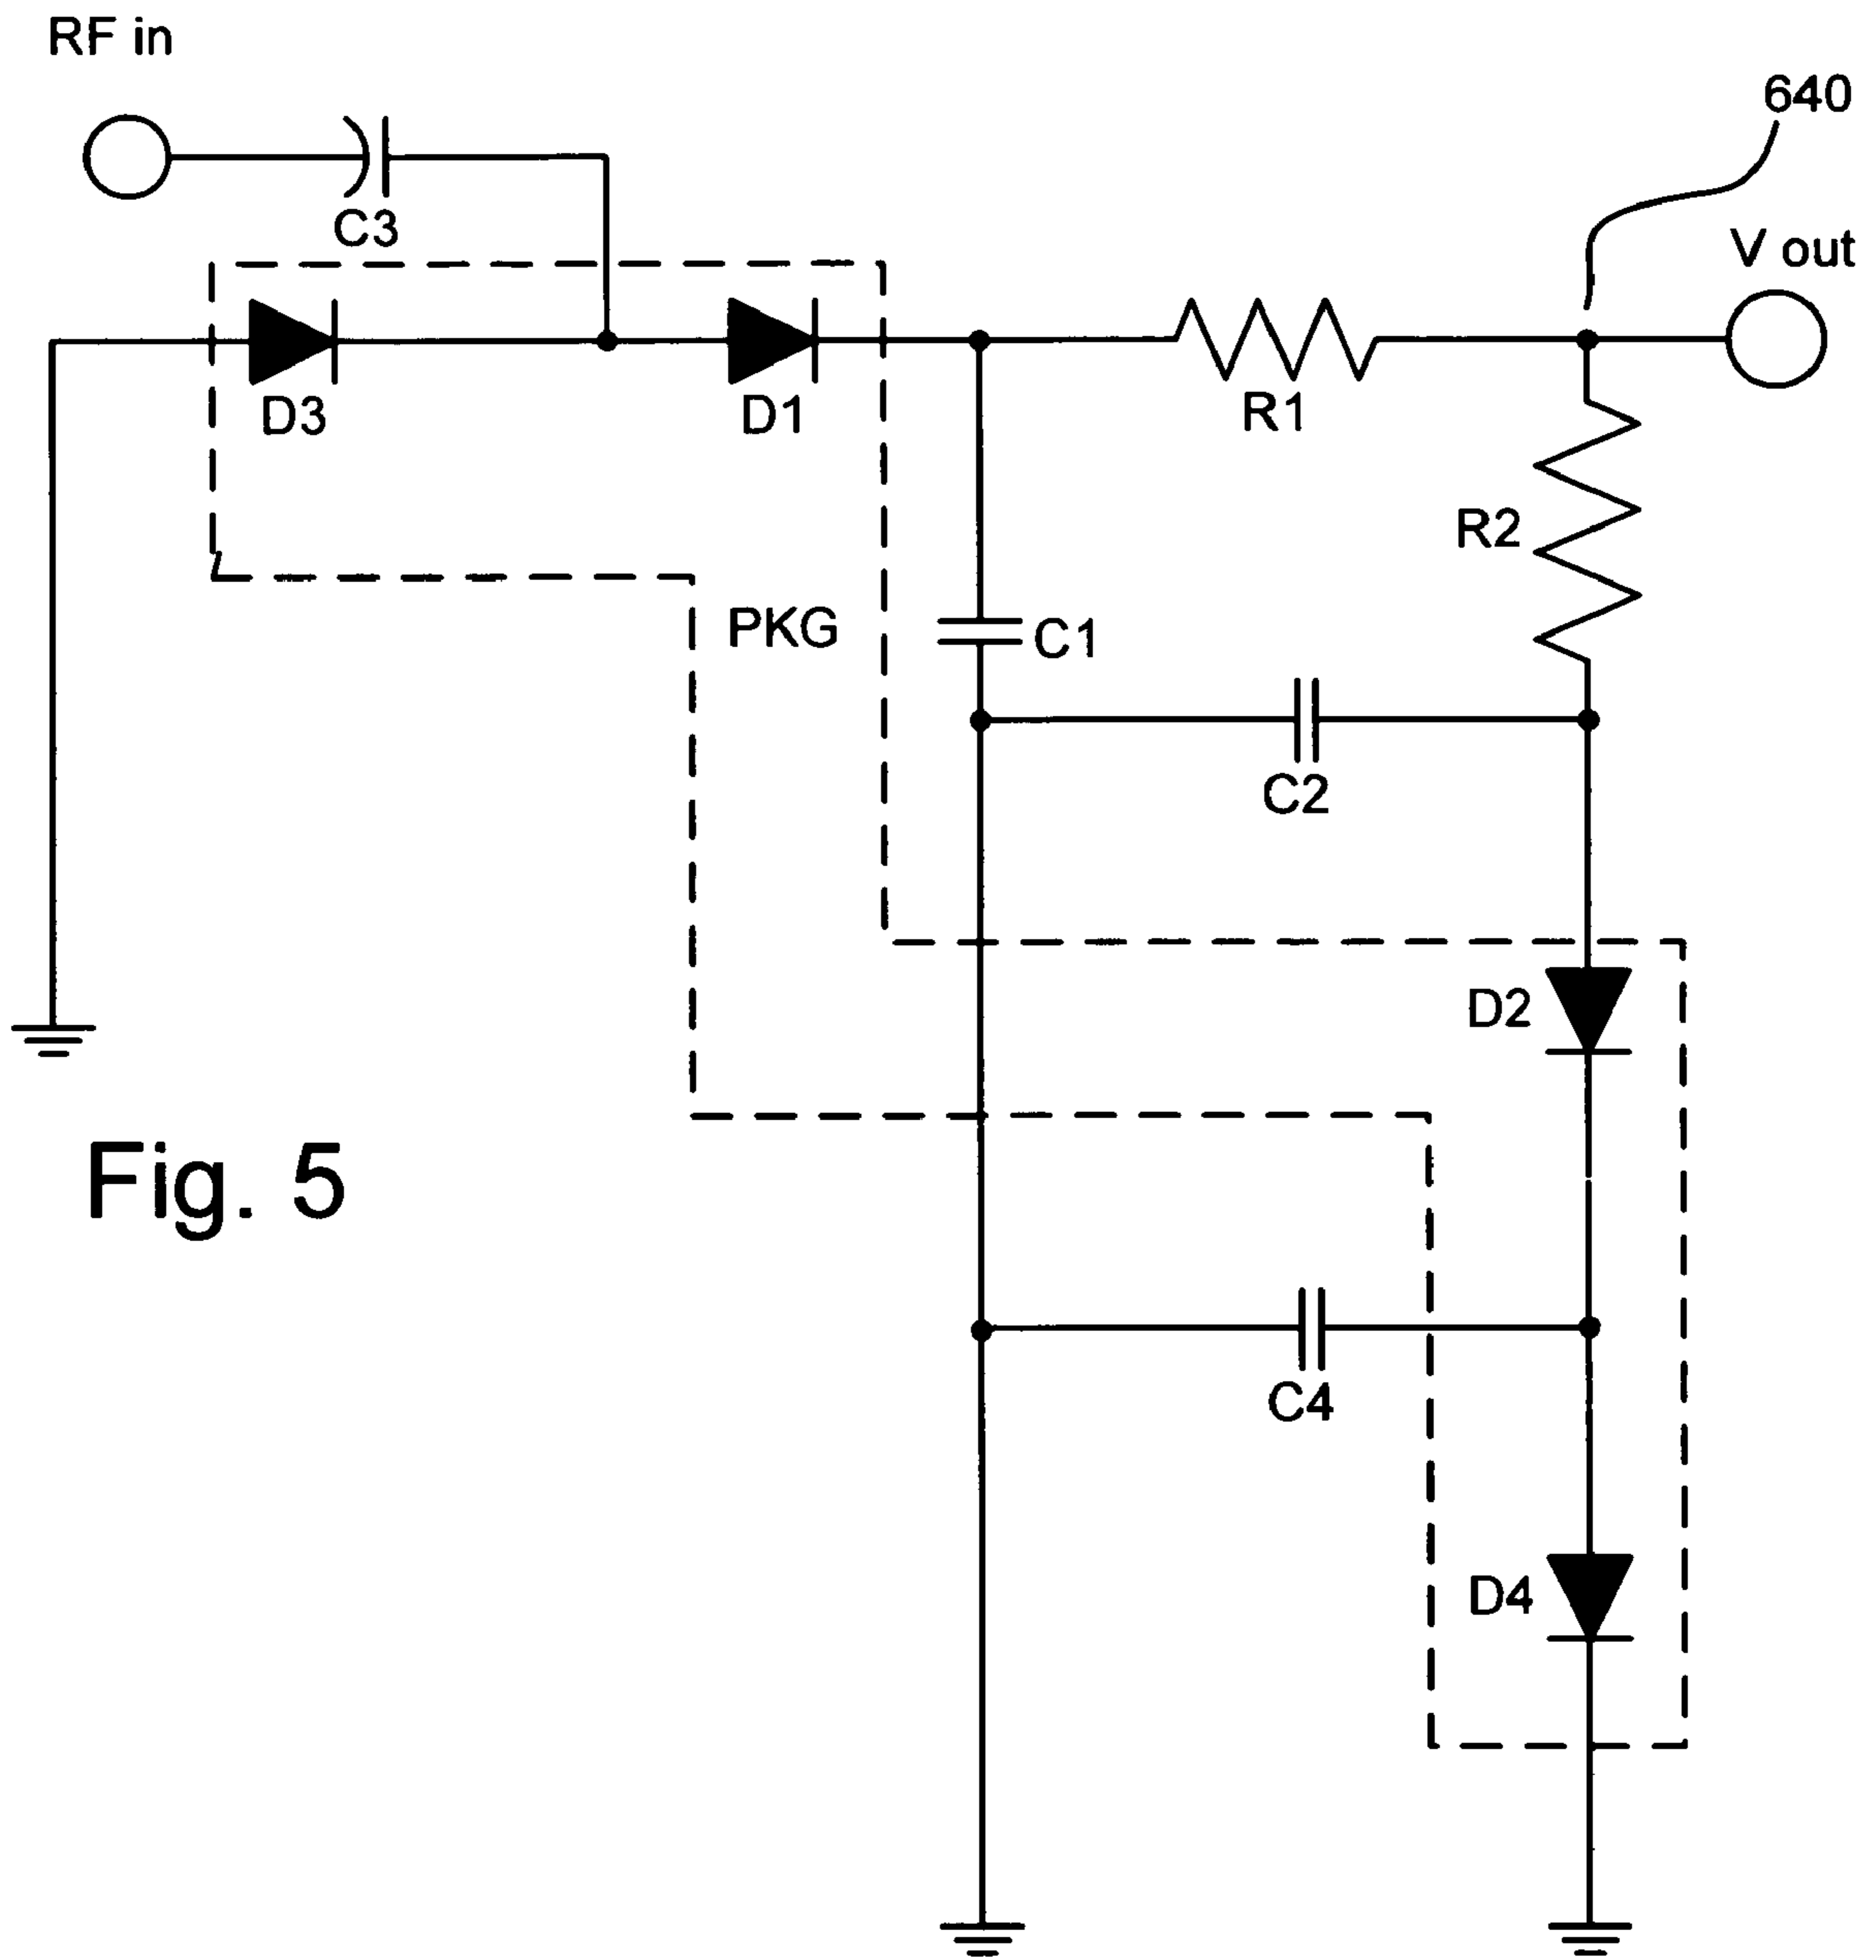 RF in
640
C3
V out
D3
D1
R1
R2
PKG
C1
C2
D2
Fig. 5
C4
D4